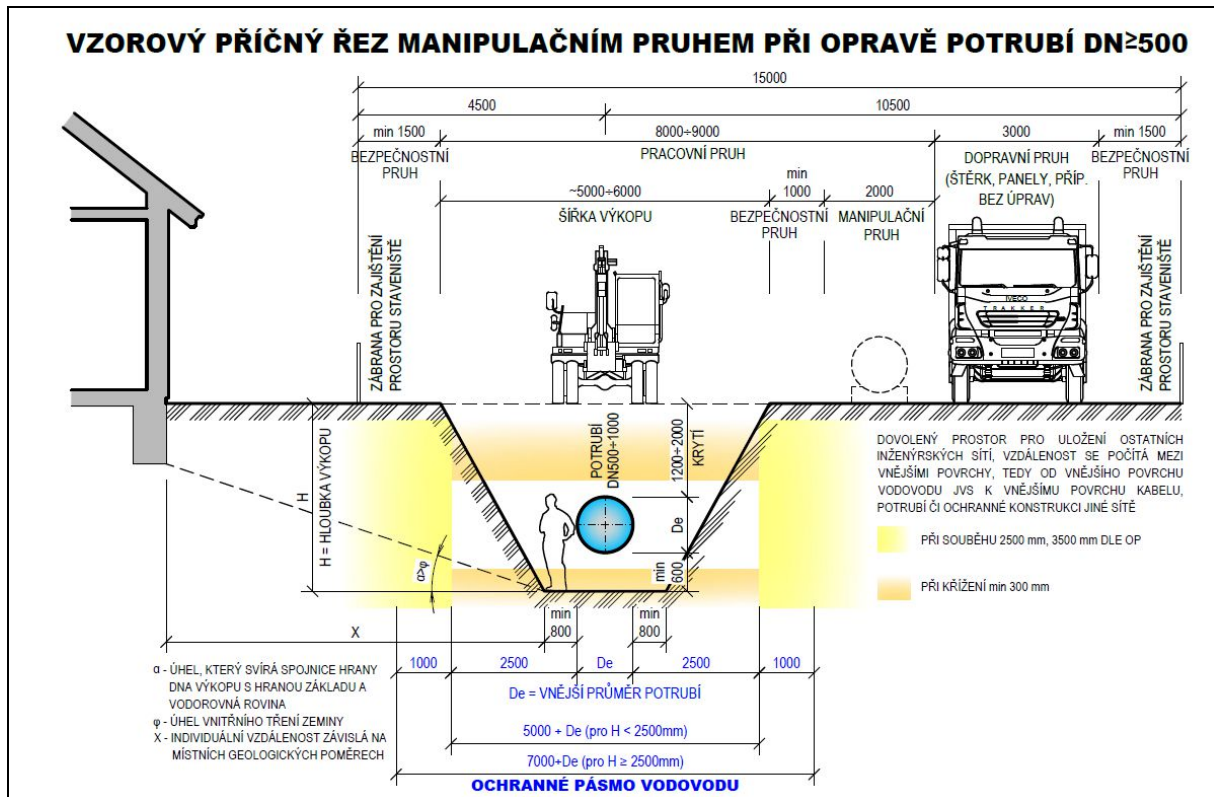 VZOROVÝ PŘÍČNÝ ŘEZ MANIPULAČNÍM PRUHEM PŘI OPRAVĚ POTRUBÍ DN≥500
15000
4500
10500
min 1500
8000÷9000
3000
min 1500
BEZPEČNOSTNÍ
PRUH
PRACOVNÍ PRUH
DOPRAVNÍ PRUH
(ŠTĚRK, PANELY, PŘÍP.
BEZ ÚPRAV)
BEZPEČNOSTNÍ
PRUH
~5000÷6000
min
1000
2000
ŠÍŘKA VÝKOPU
BEZPEČNOSTNÍ
PRUH
MANIPULAČNÍ
PRUH
ZÁBRANA PRO ZAJIŠTĚNÍ
PROSTORU STAVENIŠTĚ
IVECO
TRAKKER
ZÁBRANA PRO ZAJIŠTĚNÍ
PROSTORU STAVENIŠTĚ
H
H = HLOUBKA VÝKOPU
POTRUBÍ
DN500÷1000
1200÷2000
KRYTÍ
De
min
600
α>φ
DOVOLENÝ PROSTOR PRO ULOŽENÍ OSTATNÍCH
INŽENÝRSKÝCH SÍTÍ, VZDÁLENOST SE POČÍTÁ MEZI
VNĚJŠÍMI POVRCHY, TEDY OD VNĚJŠÍHO POVRCHU
VODOVODU JVS K VNĚJŠÍMU POVRCHU KABELU,
POTRUBÍ ČI OCHRANNÉ KONSTRUKCI JINÉ SÍTĚ
PŘI SOUBĚHU 2500 mm, 3500 mm DLE OP
PŘI KŘÍŽENÍ min 300 mm
X
min
800
min
800
1000
2500
De
2500
1000
De = VNĚJŠÍ PRŮMĚR POTRUBÍ
5000 + De (pro H < 2500mm)
7000+De (pro H ≥ 2500mm)
OCHRANNÉ PÁSMO VODOVODU
α - ÚHEL, KTERÝ SVÍRÁ SPOJNICE HRANY
DNA VÝKOPU S HRANOU ZÁKLADU A
VODOROVNÁ ROVINA
φ - ÚHEL VNITŘNÍHO TŘENÍ ZEMINY
X - INDIVIDUÁLNÍ VZDÁLENOST ZÁVISLÁ NA
MÍSTNÍCH GEOLOGICKÝCH POMĚRECH